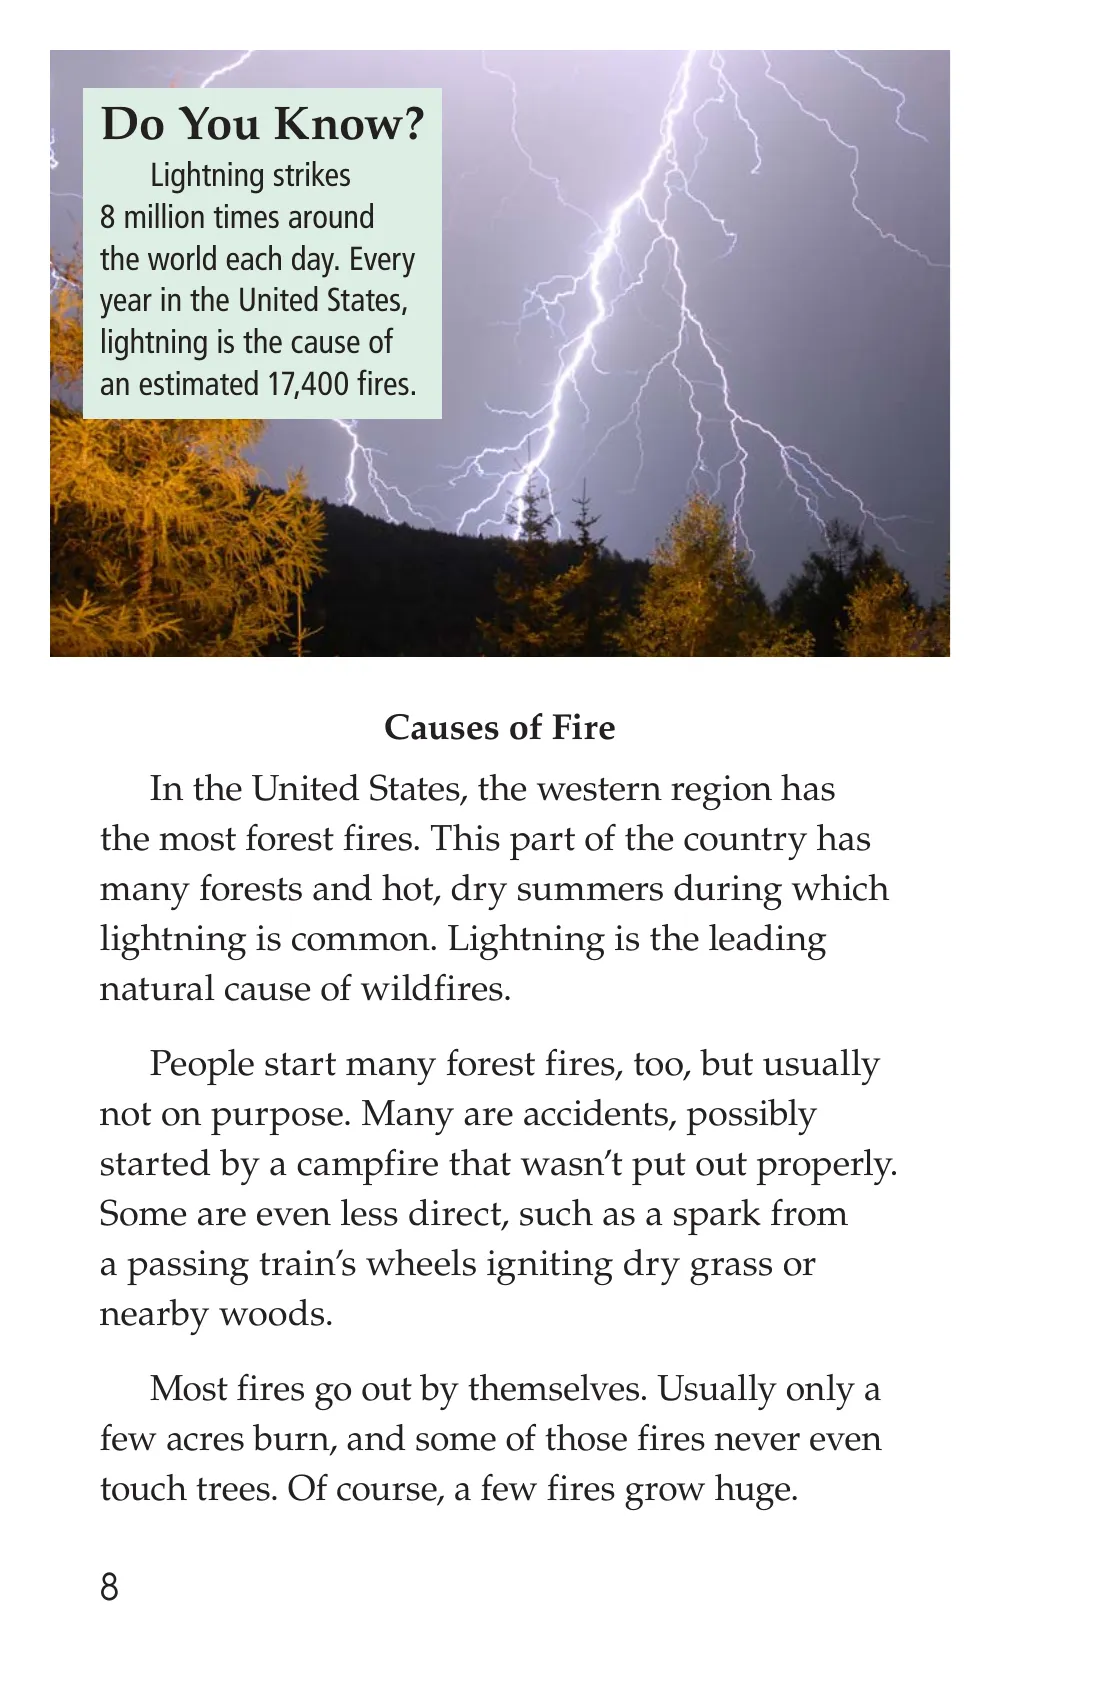 Do You Know?
Lightning strikes
8 million times around
the world each day. Every
year in the United States,
lightning is the cause of
an estimated 17,400 fires.
Causes of Fire
In the United States, the western region has
the most forest fires. This part of the country has
many forests and hot, dry summers during which
lightning is common. Lightning is the leading
natural cause of wildfires.
People start many forest fires, too, but usually
not on purpose. Many are accidents, possibly
started by a campfire that wasn’t put out properly.
Some are even less direct, such as a spark from
a passing train’s wheels igniting dry grass or
nearby woods.
Most fires go out by themselves. Usually only a
few acres burn, and some of those fires never even
touch trees. Of course, a few fires grow huge.
8